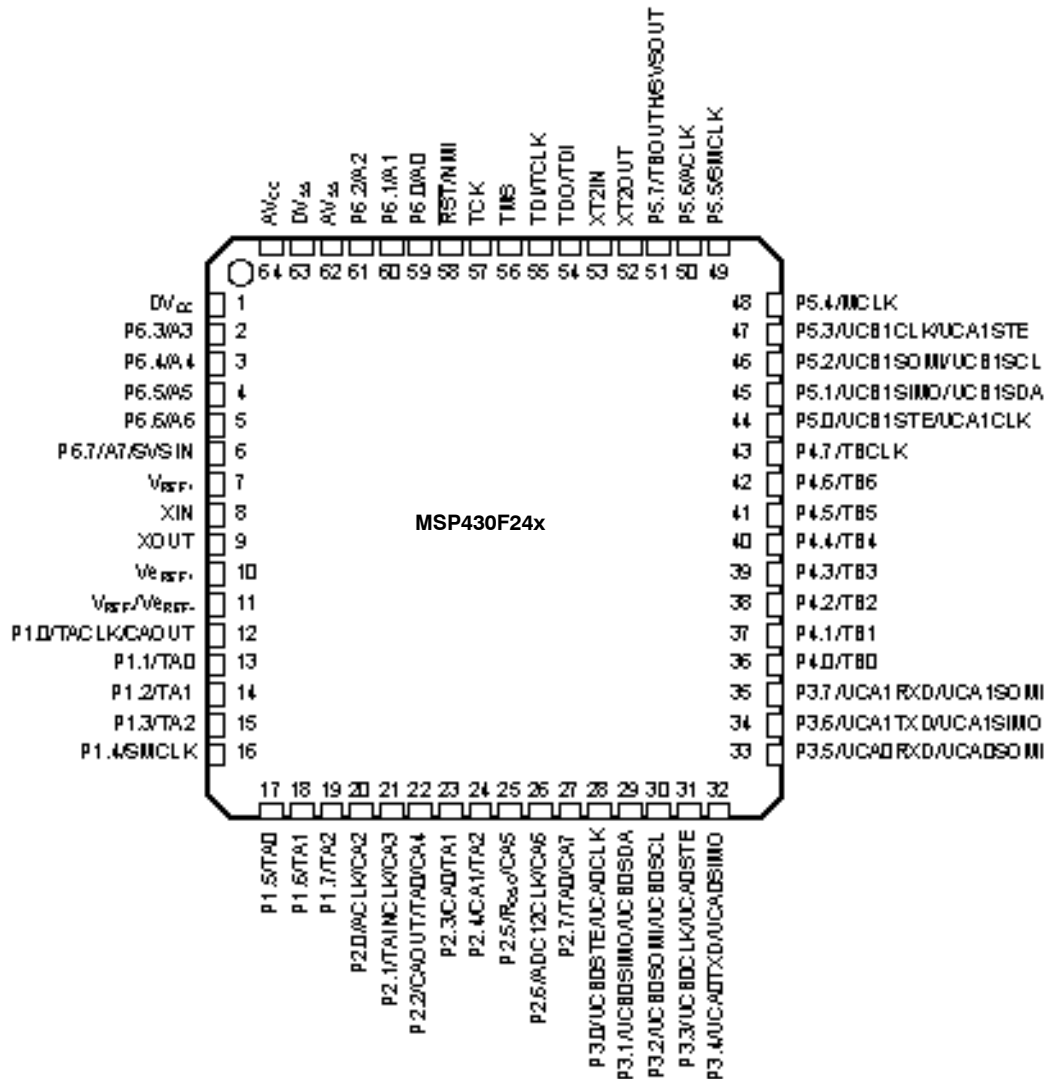 AVCC
DVSS
AVSS
P6.2/A2
P6.1/A1
P6.0/A0
RST/NMI
TCK
TMS
TDI/TCLK
TDO/TDI
XT2IN
XT2OUT
P5.7/TBOUTH/SVSOUT
P5.6/ACLK
P5.5/SMCLK
64 63 62 61 60 59 58 57 56 55 54 53 52 51 50 49
DVCC 1
P6.3/A3 2
P6.4/A4 3
P6.5/A5 4
P6.6/A6 5
P6.7/A7/SVSIN 6
VREF+ 7
XIN 8
XOUT 9
VeREF+ 10
VREF-/VeREF- 11
P1.0/TACLK/CAOUT 12
P1.1/TA0 13
P1.2/TA1 14
P1.3/TA2 15
P1.4/SMCLK 16
MSP430F24x
48 P5.4/MCLK
47 P5.3/UCB1CLK/UCA1STE
46 P5.2/UCB1SOMI/UCB1SCL
45 P5.1/UCB1SIMO/UCB1SDA
44 P5.0/UCB1STE/UCA1CLK
43 P4.7/TBCLK
42 P4.6/TB6
41 P4.5/TB5
40 P4.4/TB4
39 P4.3/TB3
38 P4.2/TB2
37 P4.1/TB1
36 P4.0/TB0
35 P3.7/UCA1RXD/UCA1SOMI
34 P3.6/UCA1TXD/UCA1SIMO
33 P3.5/UCA0RXD/UCA0SOMI
17 18 19 20 21 22 23 24 25 26 27 28 29 30 31 32
P1.5/TA0
P1.6/TA1
P1.7/TA2
P2.0/ACLK/CA2
P2.1/TAINCLK/CA3
P2.2/CAOUT/TA0/CA4
P2.3/CA0/TA1
P2.4/CA1/TA2
P2.5/ROSC/CA5
P2.6/ADC12CLK/CA6
P2.7/TA0/CA7
P3.0/UCB0STE/UCA0CLK
P3.1/UCB0SIMO/UCB0SDA
P3.2/UCB0SOMI/UCB0SCL
P3.3/UCB0CLK/UCA0STE
P3.4/UCA0TXD/UCA0SIMO